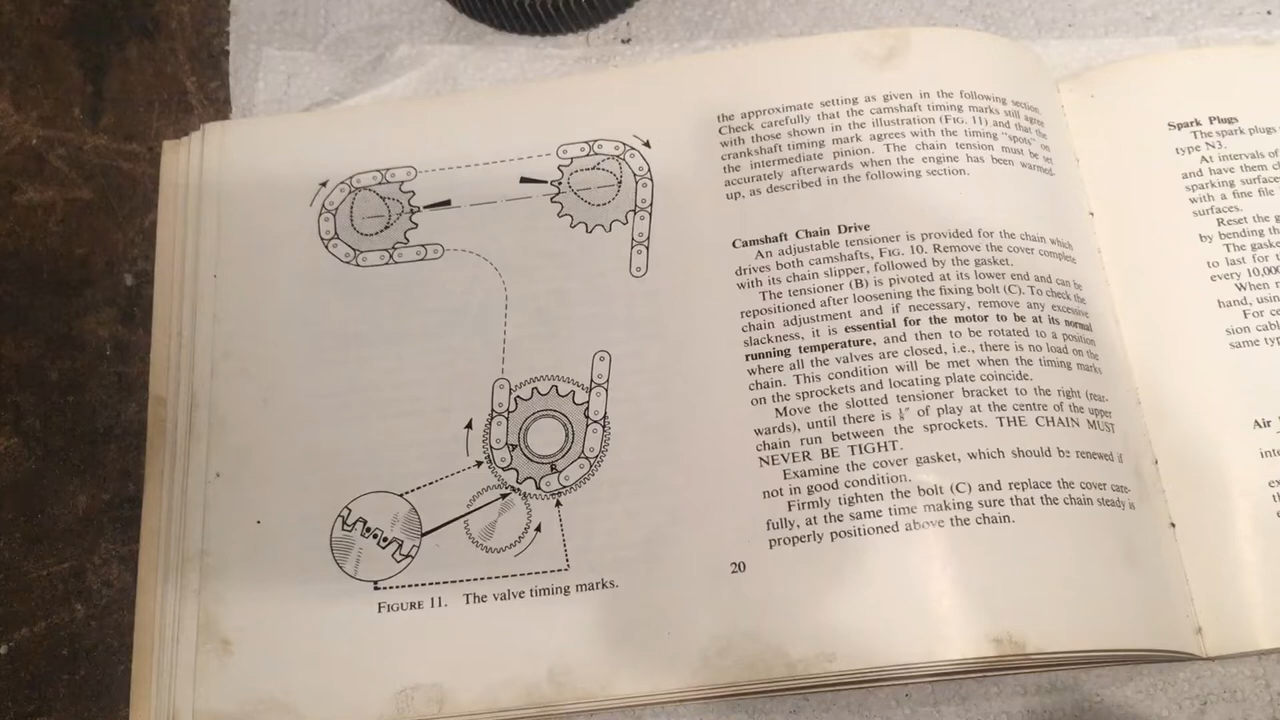 the approximate setting as given in the following section.
Check carefully that the camshaft timing marks still agree
with those shown in the illustration (FIG. 11) and that the
crankshaft timing mark agrees with the timing "spots" on
the intermediate pinion. The chain tension must be set
accurately afterwards when the engine has been warmed-
up, as described in the following section.
Camshaft Chain Drive
An adjustable tensioner is provided for the chain which
drives both camshafts, FIG. 10. Remove the cover complete
with its chain slipper, followed by the gasket.
The tensioner (B) is pivoted at its lower end and can be
repositioned after loosening the fixing bolt (C). To check the
chain adjustment and if necessary, remove any excessive
slackness, it is essential for the motor to be at its normal
running temperature, and then to be rotated to a position
where all the valves are closed, i.e., there is no load on the
chain. This condition will be met when the timing marks
on the sprockets and locating plate coincide.
Move the slotted tensioner bracket to the right (rear-
wards), until there is ⅛" of play at the centre of the upper
chain run between the sprockets. THE CHAIN MUST
NEVER BE TIGHT.
Examine the cover gasket, which should be renewed if
not in good condition.
Firmly tighten the bolt (C) and replace the cover care-
fully, at the same time making sure that the chain steady is
properly positioned above the chain.
20
FIGURE 11. The valve timing marks.
Spark Plugs
The spark plugs
type N3.
At intervals of
and have them
sparking surfaces
with a fine file
surfaces.
Reset the
by bending the
The
to last for
every 10,000
When
hand,
For
sion
same
Air